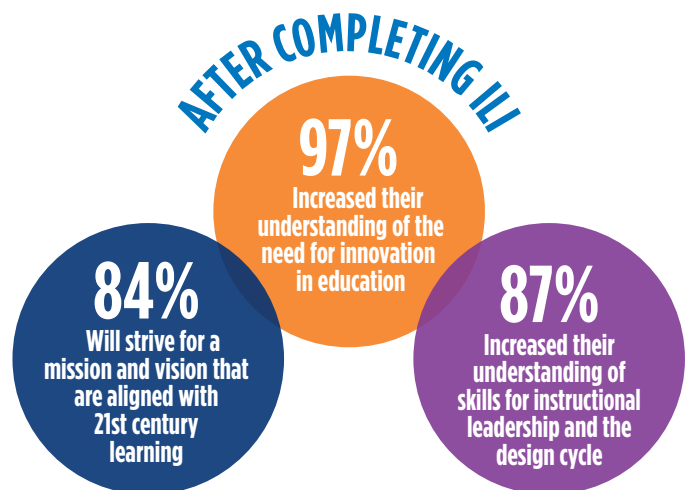 AFTER COMPLETING ILI
97%
Increased their
understanding of the
need for innovation
in education
84%
Will strive for a
mission and vision that
are aligned with
21st century
learning
87%
Increased their
understanding of
skills for instructional
leadership and the
design cycle